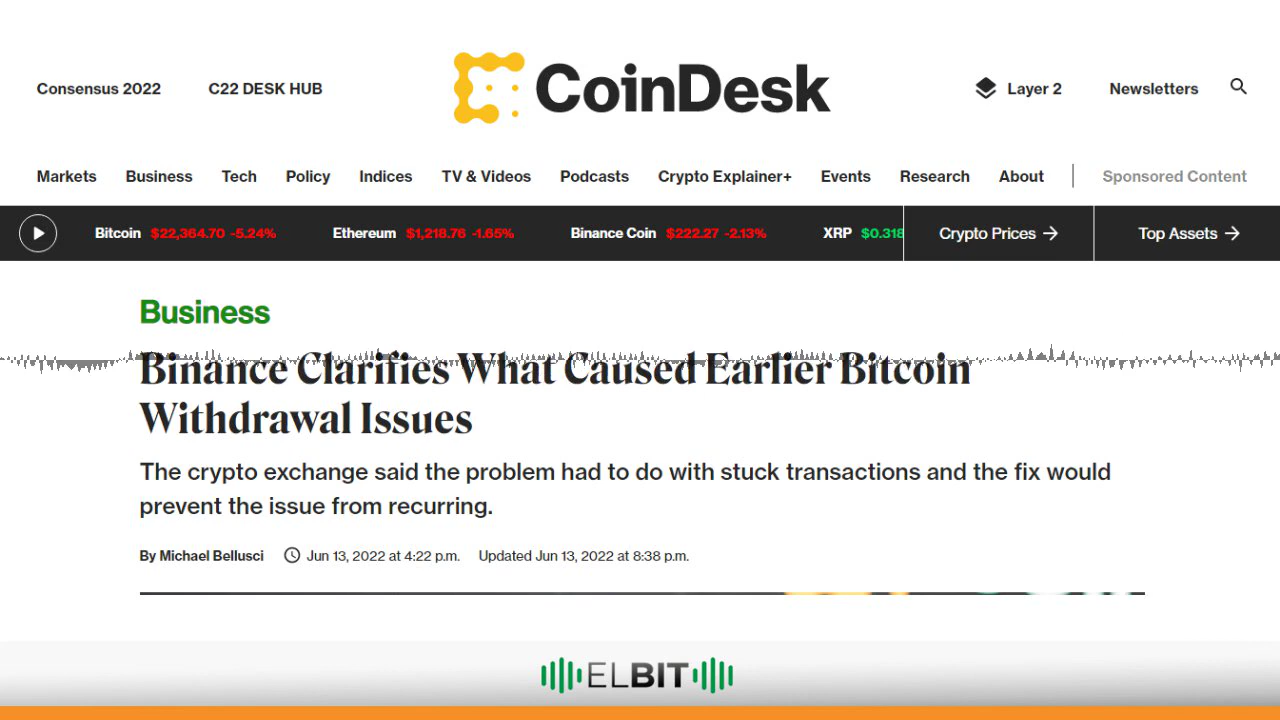 Consensus 2022 C22 DESK HUB CoinDesk Layer 2 Newsletters
Markets Business Tech Policy Indices TV & Videos Podcasts Crypto Explainer+ Events Research About Sponsored Content
Bitcoin $22,364.70 -5.24% Ethereum $1,218.76 -1.65% Binance Coin $222.27 -2.13% XRP $0.318 Crypto Prices → Top Assets →
Business
Binance Clarifies What Caused Earlier Bitcoin
Withdrawal Issues
The crypto exchange said the problem had to do with stuck transactions and the fix would
prevent the issue from recurring.
By Michael Bellusci Jun 13, 2022 at 4:22 p.m. Updated Jun 13, 2022 at 8:38 p.m.
ELBIT